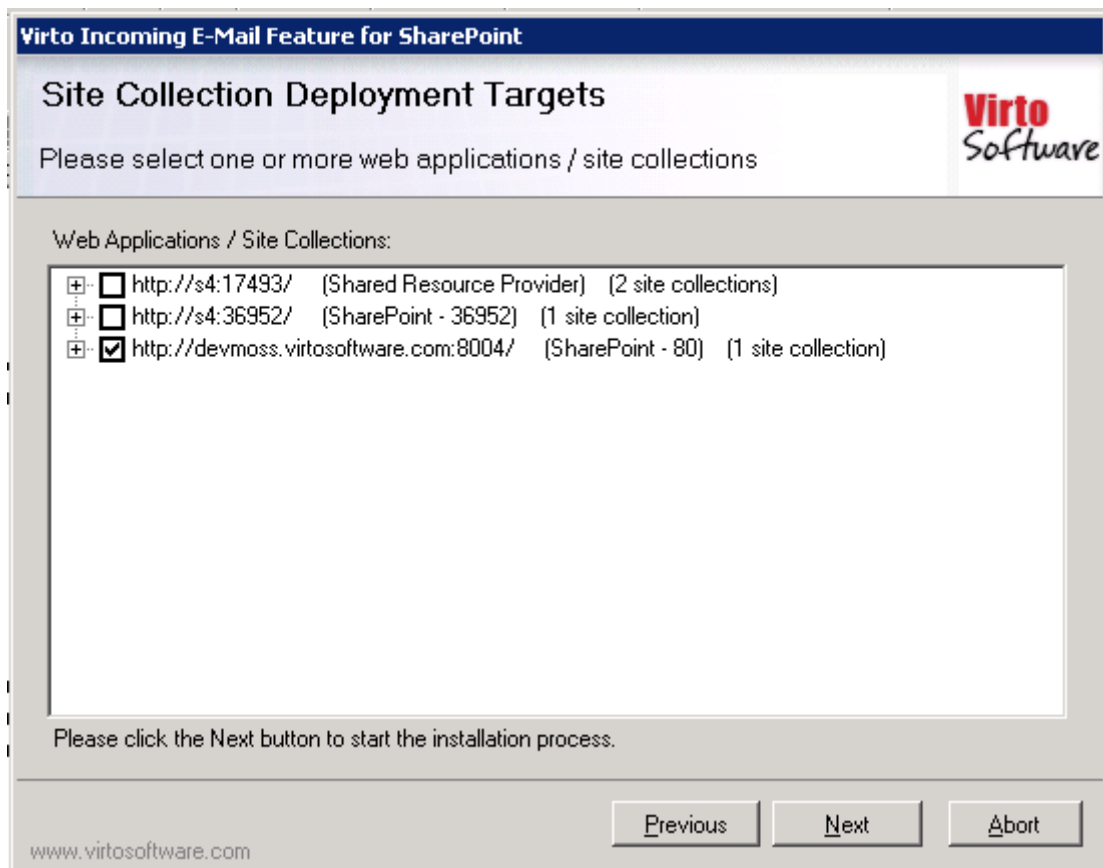 Virto Incoming E-Mail Feature for SharePoint
Site Collection Deployment Targets
Please select one or more web applications / site collections
Virto
Software
Web Applications / Site Collections:
http://s4:17493/ (Shared Resource Provider) (2 site collections)
http://s4:36952/ (SharePoint - 36952) (1 site collection)
http://devmoss.virtosoftware.com:8004/ (SharePoint - 80) (1 site collection)
Please click the Next button to start the installation process.
Previous Next Abort
www.virtosoftware.com